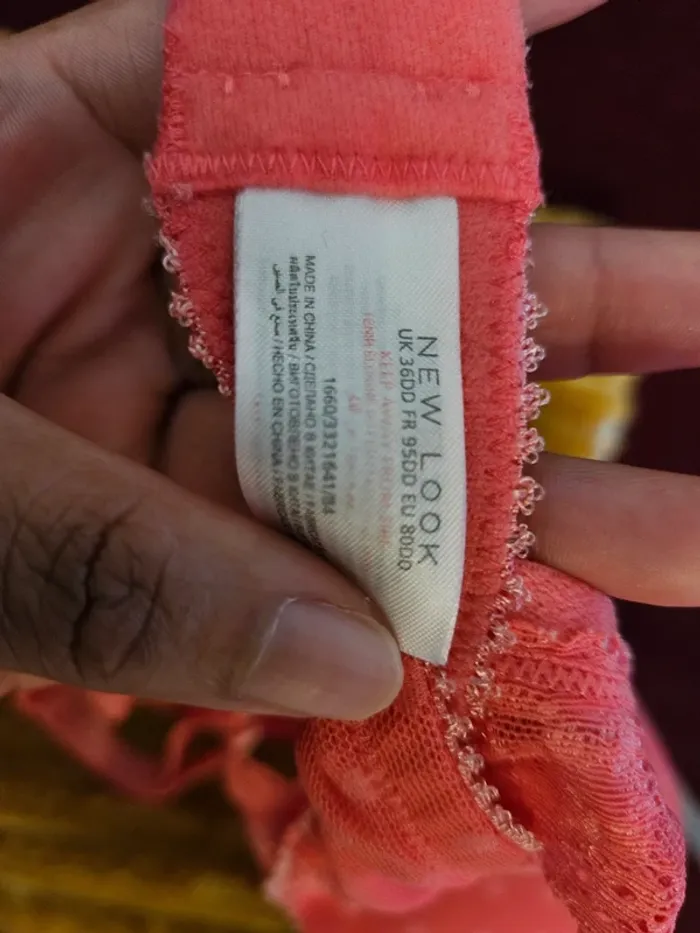 NEW LOOK
UK 36DD FR 95DD EU 80DD
KEEP AWAY FROM FIRE
1660/3321641/84
MADE IN CHINA / СДЕЛАНО В КИТАЕ /
ผลิตในประเทศจีน / ВИГОТОВЛЕНО В КИТАЇ
صنع في الصين / HECHO EN CHINA /